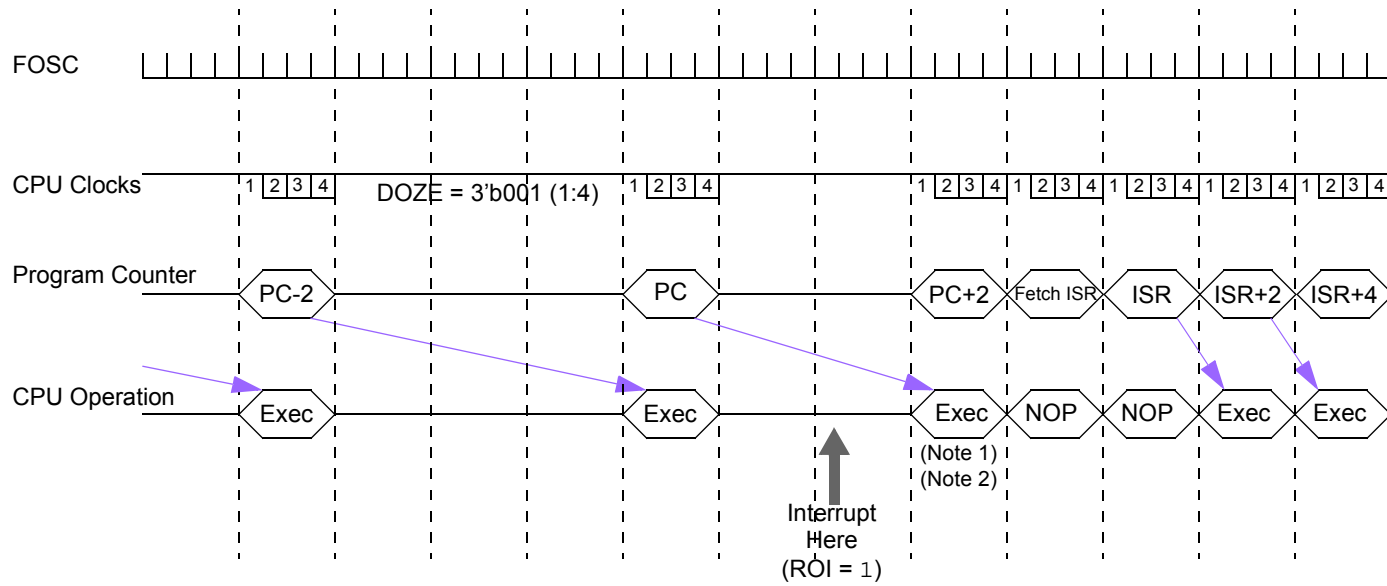 FOSC
CPU Clocks
1 2 3 4
DOZE = 3'b001 (1:4)
1 2 3 4
1 2 3 4 1 2 3 4 1 2 3 4 1 2 3 4 1 2 3 4
Program Counter
PC-2
PC
PC+2
Fetch ISR
ISR
ISR+2
ISR+4
CPU Operation
Exec
Exec
Exec
NOP
NOP
Exec
Exec
(Note 1)
(Note 2)
Interrupt
Here
(ROI = 1)